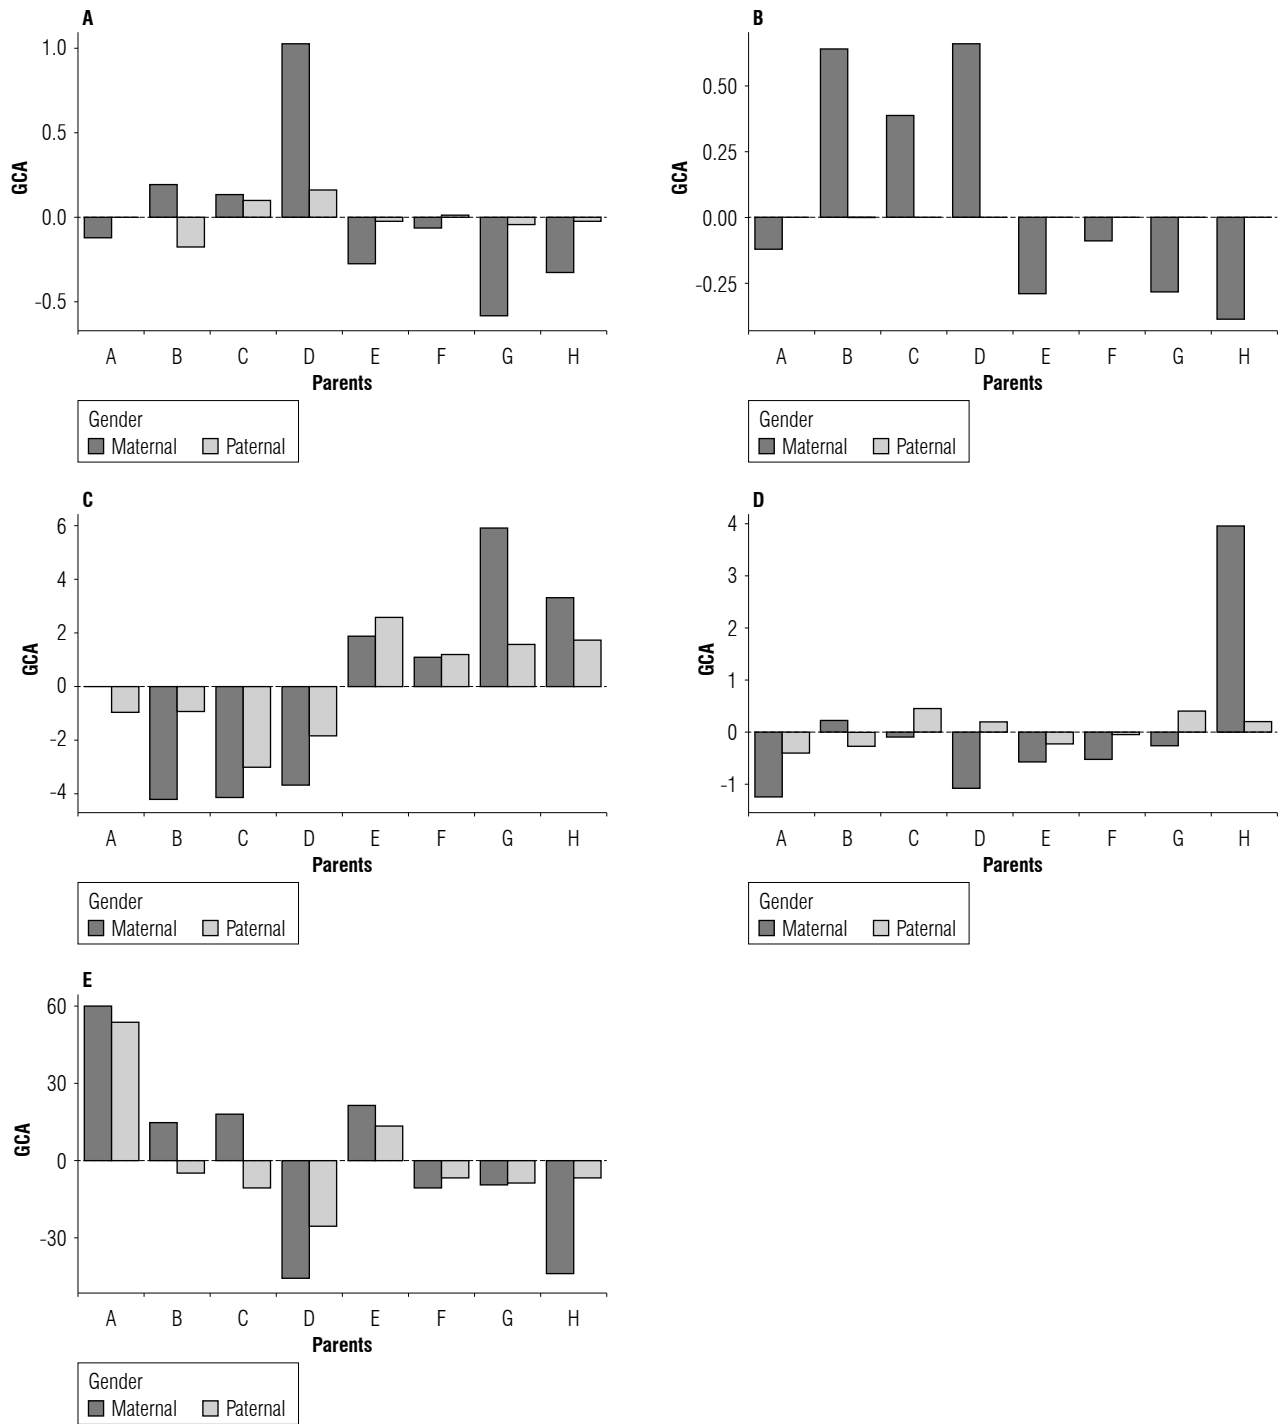 A
1.0
0.5
0.0
-0.5
GCA
A B C D E F G H
Parents
Gender
Maternal Paternal
B
0.50
0.25
0.00
-0.25
GCA
A B C D E F G H
Parents
Gender
Maternal Paternal
C
6
4
2
0
-2
-4
GCA
A B C D E F G H
Parents
Gender
Maternal Paternal
D
4
3
2
1
0
-1
GCA
A B C D E F G H
Parents
Gender
Maternal Paternal
E
60
30
0
-30
GCA
A B C D E F G H
Parents
Gender
Maternal Paternal